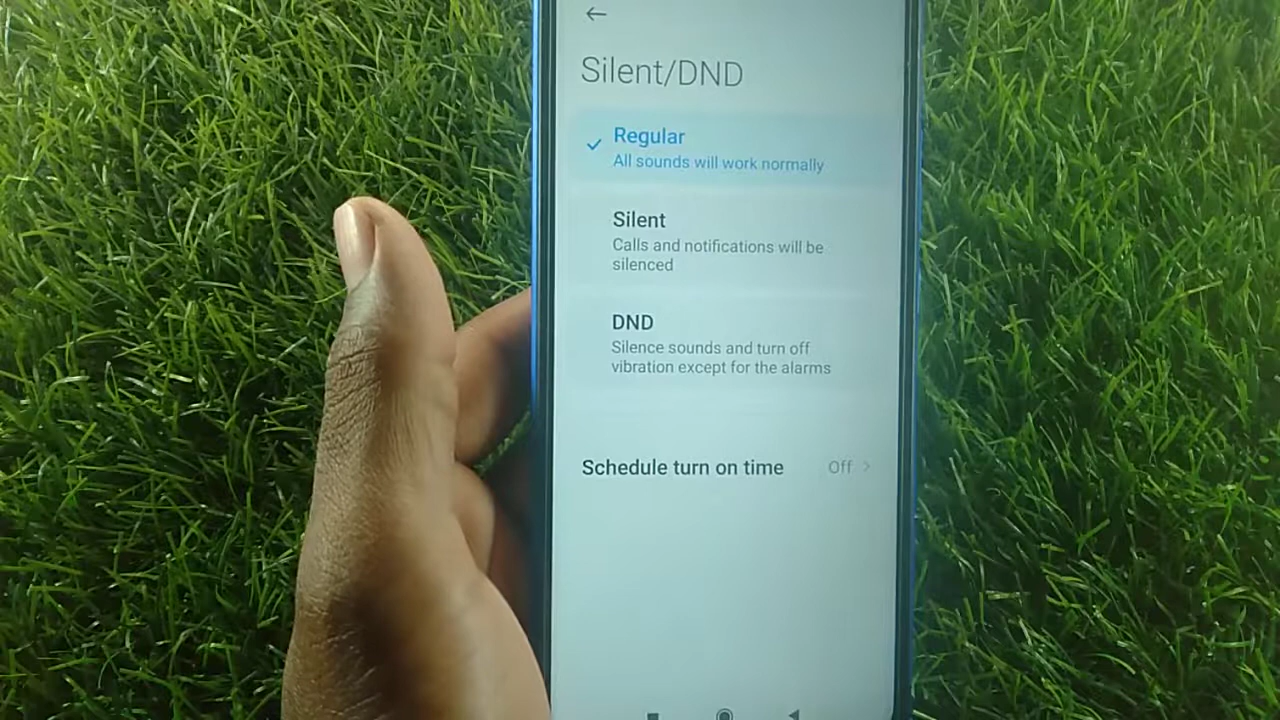 Silent/DND
Regular
All sounds will work normally
Silent
Calls and notifications will be
silenced
DND
Silence sounds and turn off
vibration except for the alarms
Schedule turn on time Off